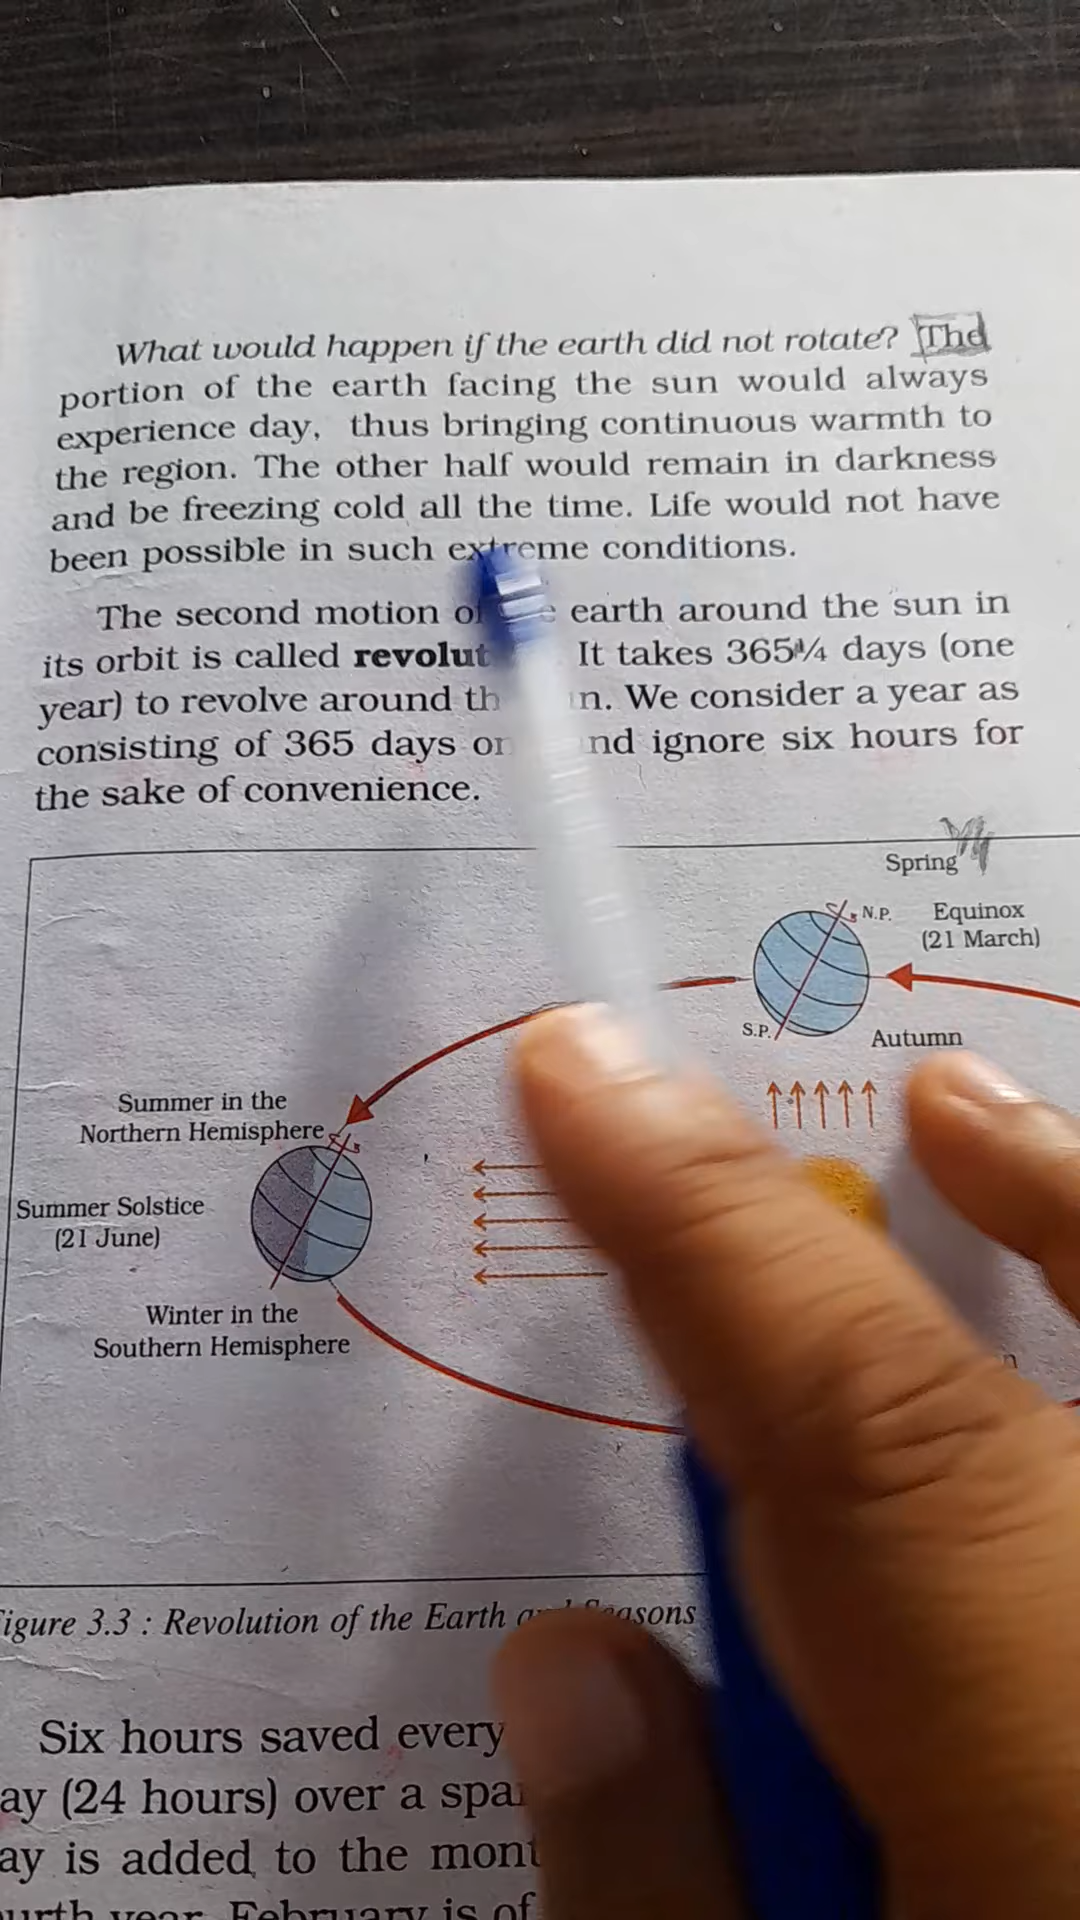 What would happen if the earth did not rotate? The
portion of the earth facing the sun would always
experience day, thus bringing continuous warmth to
the region. The other half would remain in darkness
and be freezing cold all the time. Life would not have
been possible in such extreme conditions.
The second motion of earth around the sun in
its orbit is called revolut It takes 365¼ days (one
year) to revolve around th n. We consider a year as
consisting of 365 days on nd ignore six hours for
the sake of convenience.
Spring
N.P. Equinox
(21 March)
S.P. Autumn
Summer in the
Northern Hemisphere
Summer Solstice
(21 June)
Winter in the
Southern Hemisphere
igure 3.3 : Revolution of the Earth Seasons
Six hours saved every
ay (24 hours) over a spa
ay is added to the mont
urth year. February is of